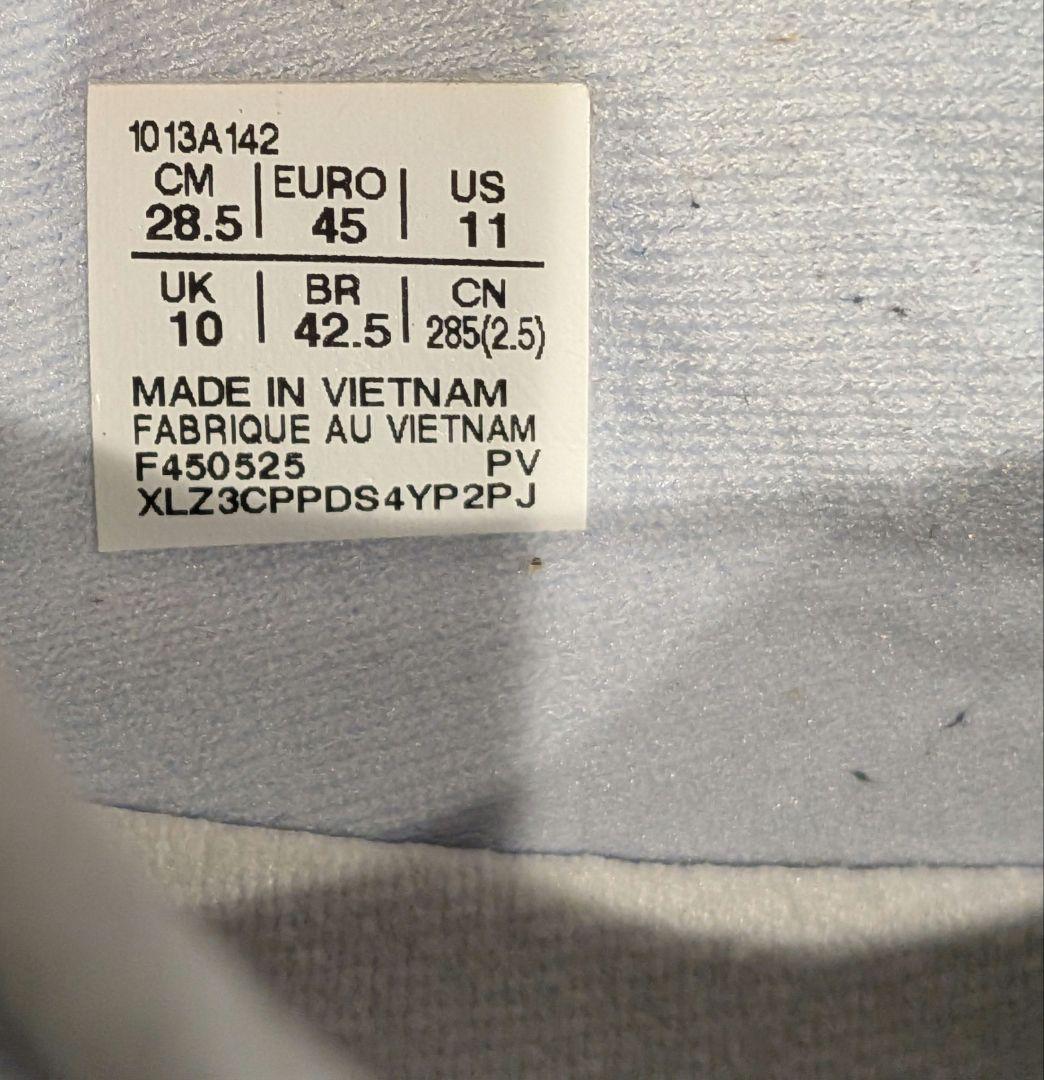 1013A142
CM EURO US
28.5 45 11
UK BR CN
10 42.5 285(2.5)
MADE IN VIETNAM
FABRIQUE AU VIETNAM
F450525 PV
XLZ3CPPDS4YP2PJ